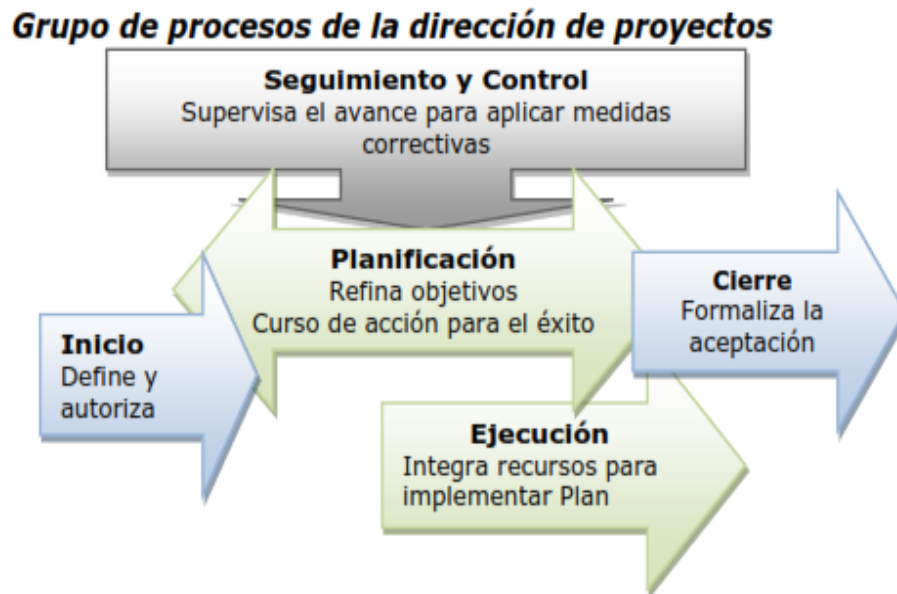 Grupo de procesos de la dirección de proyectos
Seguimiento y Control
Supervisa el avance para aplicar medidas
correctivas
Planificación
Refina objetivos
Curso de acción para el éxito
Inicio
Define y
autoriza
Cierre
Formaliza la
aceptación
Ejecución
Integra recursos para
implementar Plan